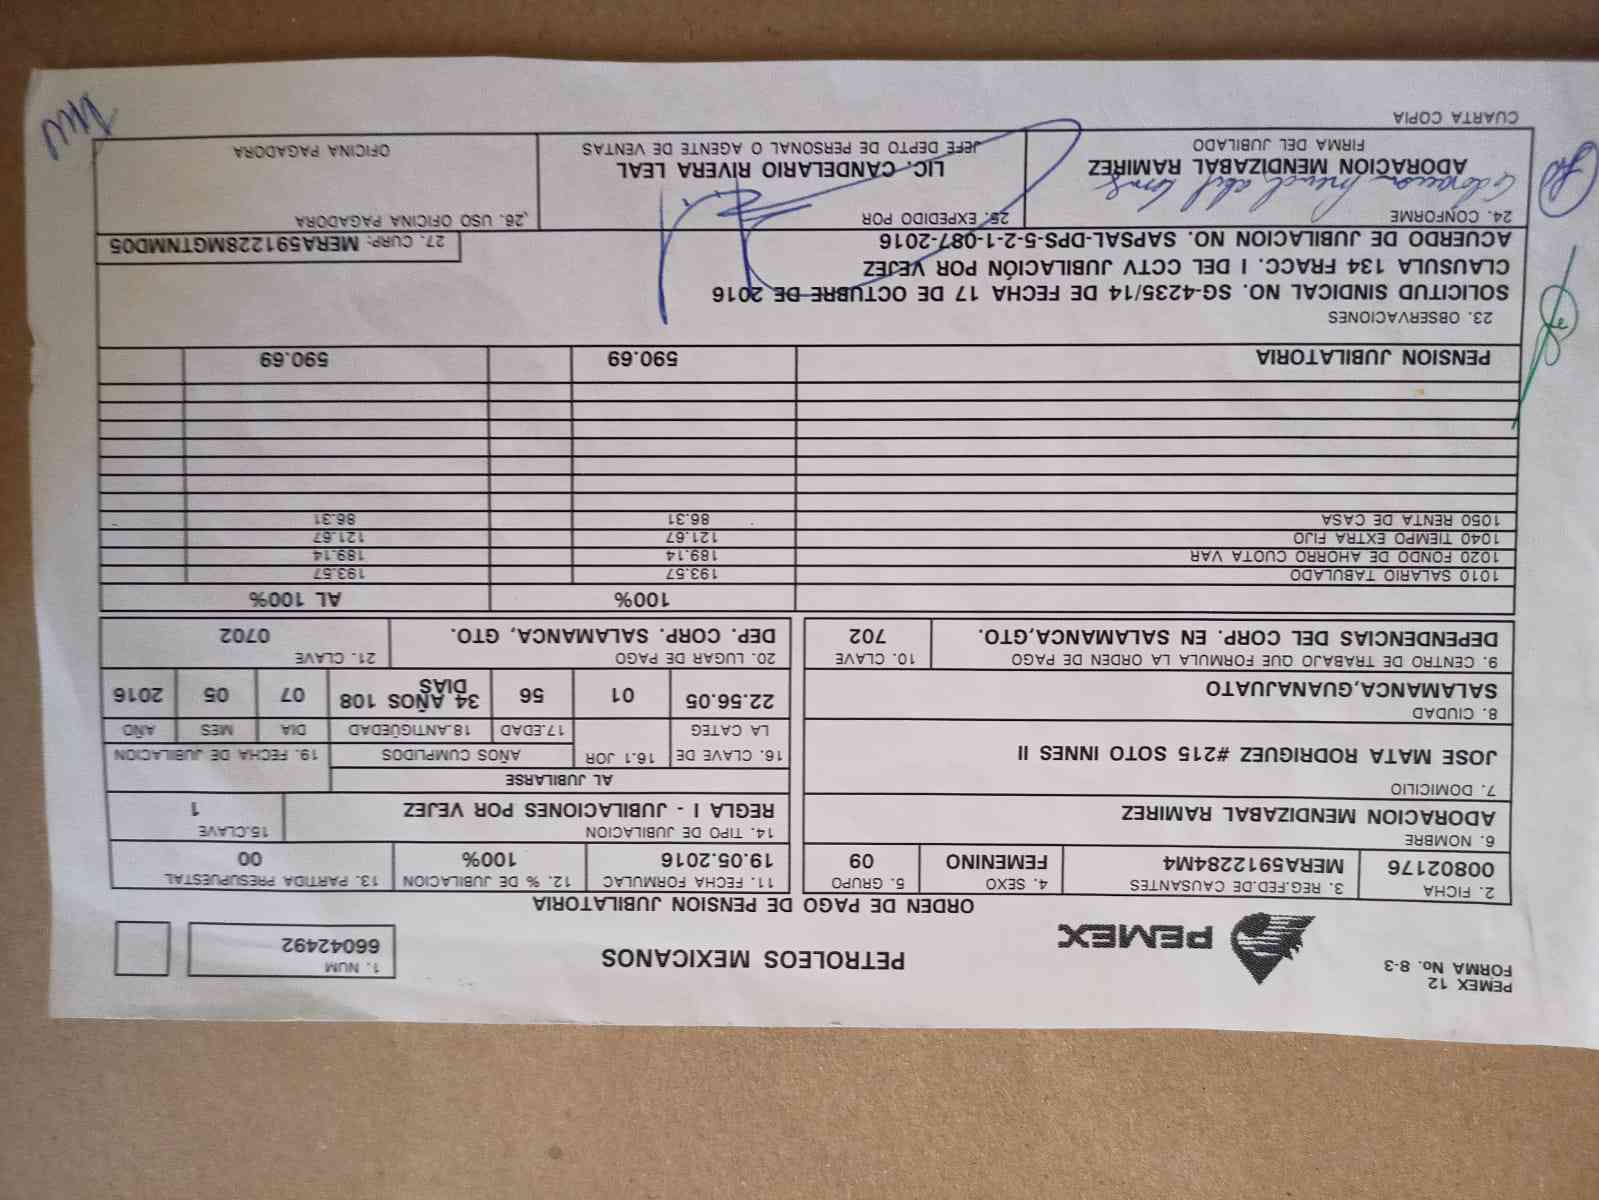 PEMEX 12
FORMA No. 8-3
PEMEX
PETROLEOS MEXICANOS
1. NUM
66042492
ORDEN DE PAGO DE PENSION JUBILATORIA
2. FICHA 3. REG.FED.DE CAUSANTES 4. SEXO 5. GRUPO
00802176 MERA5912284M4 FEMENINO 09
11. FECHA FORMULAC 12. % DE JUBILACION 13. PARTIDA PRESUPUESTAL
19.05.2016 100% 00
6. NOMBRE
ADORACION MENDIZABAL RAMIREZ
14. TIPO DE JUBILACION 15.CLAVE
REGLA I - JUBILACIONES POR VEJEZ 1
7. DOMICILIO
JOSE MATA RODRIGUEZ #215 SOTO INNES II
AL JUBILARSE
16. CLAVE DE LA CATEG 16.1 JOR AÑOS CUMPLIDOS 19. FECHA DE JUBILACION
17.EDAD 18.ANTIGÜEDAD DIA MES AÑO
22.56.05 01 56 34 AÑOS 108 DIAS 07 05 2016
8. CIUDAD
SALAMANCA,GUANAJUATO
9. CENTRO DE TRABAJO QUE FORMULA LA ORDEN DE PAGO 10. CLAVE
DEPENDENCIAS DEL CORP. EN SALAMANCA,GTO. 702
20. LUGAR DE PAGO 21. CLAVE
DEP. CORP. SALAMANCA, GTO. 0702
100% AL 100%
1010 SALARIO TABULADO 193.57 193.57
1020 FONDO DE AHORRO CUOTA VAR 189.14 189.14
1040 TIEMPO EXTRA FIJO 121.67 121.67
1050 RENTA DE CASA 86.31 86.31
PENSION JUBILATORIA 590.69 590.69
23. OBSERVACIONES
SOLICITUD SINDICAL NO. SG-4235/14 DE FECHA 17 DE OCTUBRE DE 2016
CLAUSULA 134 FRACC. I DEL CCTV JUBILACIÓN POR VEJEZ
ACUERDO DE JUBILACION NO. SAPSAL-DPS-5-2-1-087-2016
27. CURP: MERA591228MGTNMD05
24. CONFORME 25. EXPEDIDO POR 26. USO OFICINA PAGADORA
ADORACION MENDIZABAL RAMIREZ LIC. CANDELARIO RIVERA LEAL
FIRMA DEL JUBILADO JEFE DEPTO DE PERSONAL O AGENTE DE VENTAS OFICINA PAGADORA
CUARTA COPIA